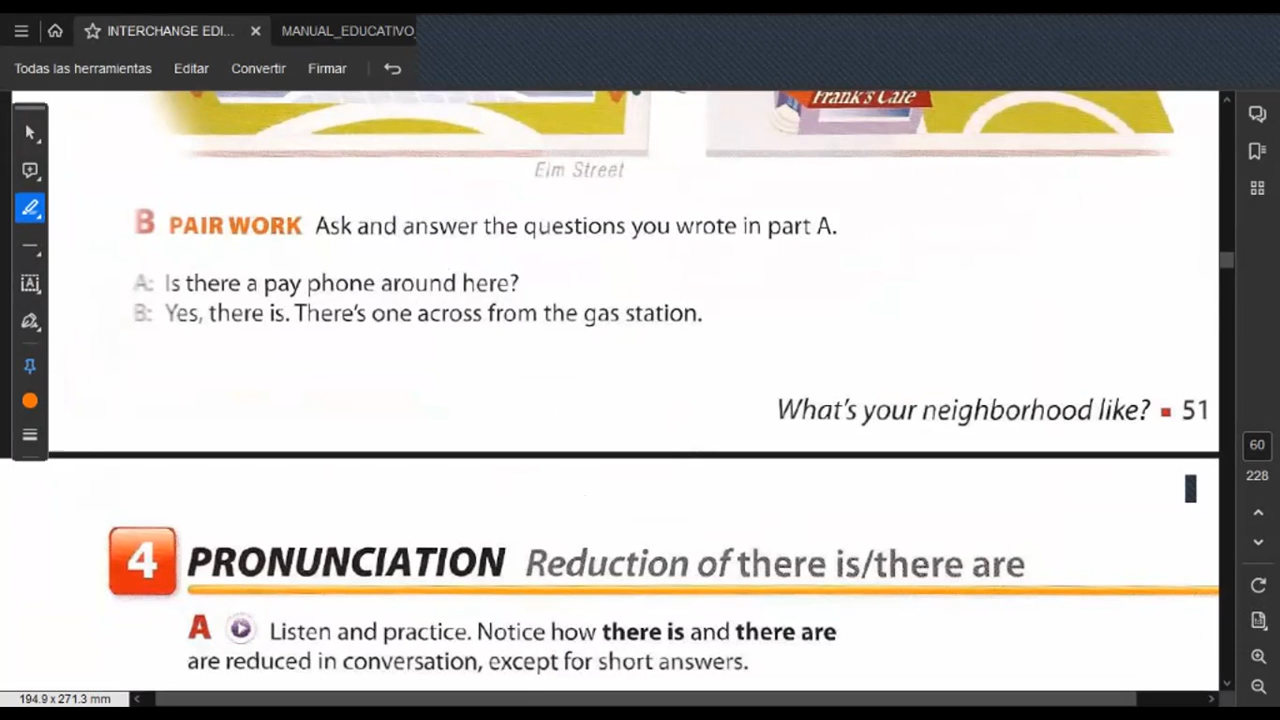 INTERCHANGE EDI...
MANUAL_EDUCATIVO_
Todas las herramientas
Editar
Convertir
Firmar
Frank's Cafe
Elm Street
B PAIR WORK Ask and answer the questions you wrote in part A.
A: Is there a pay phone around here?
B: Yes, there is. There's one across from the gas station.
What's your neighborhood like? ▪ 51
60
228
4 PRONUNCIATION Reduction of there is/there are
A Listen and practice. Notice how there is and there are
are reduced in conversation, except for short answers.
194.9 x 271.3 mm